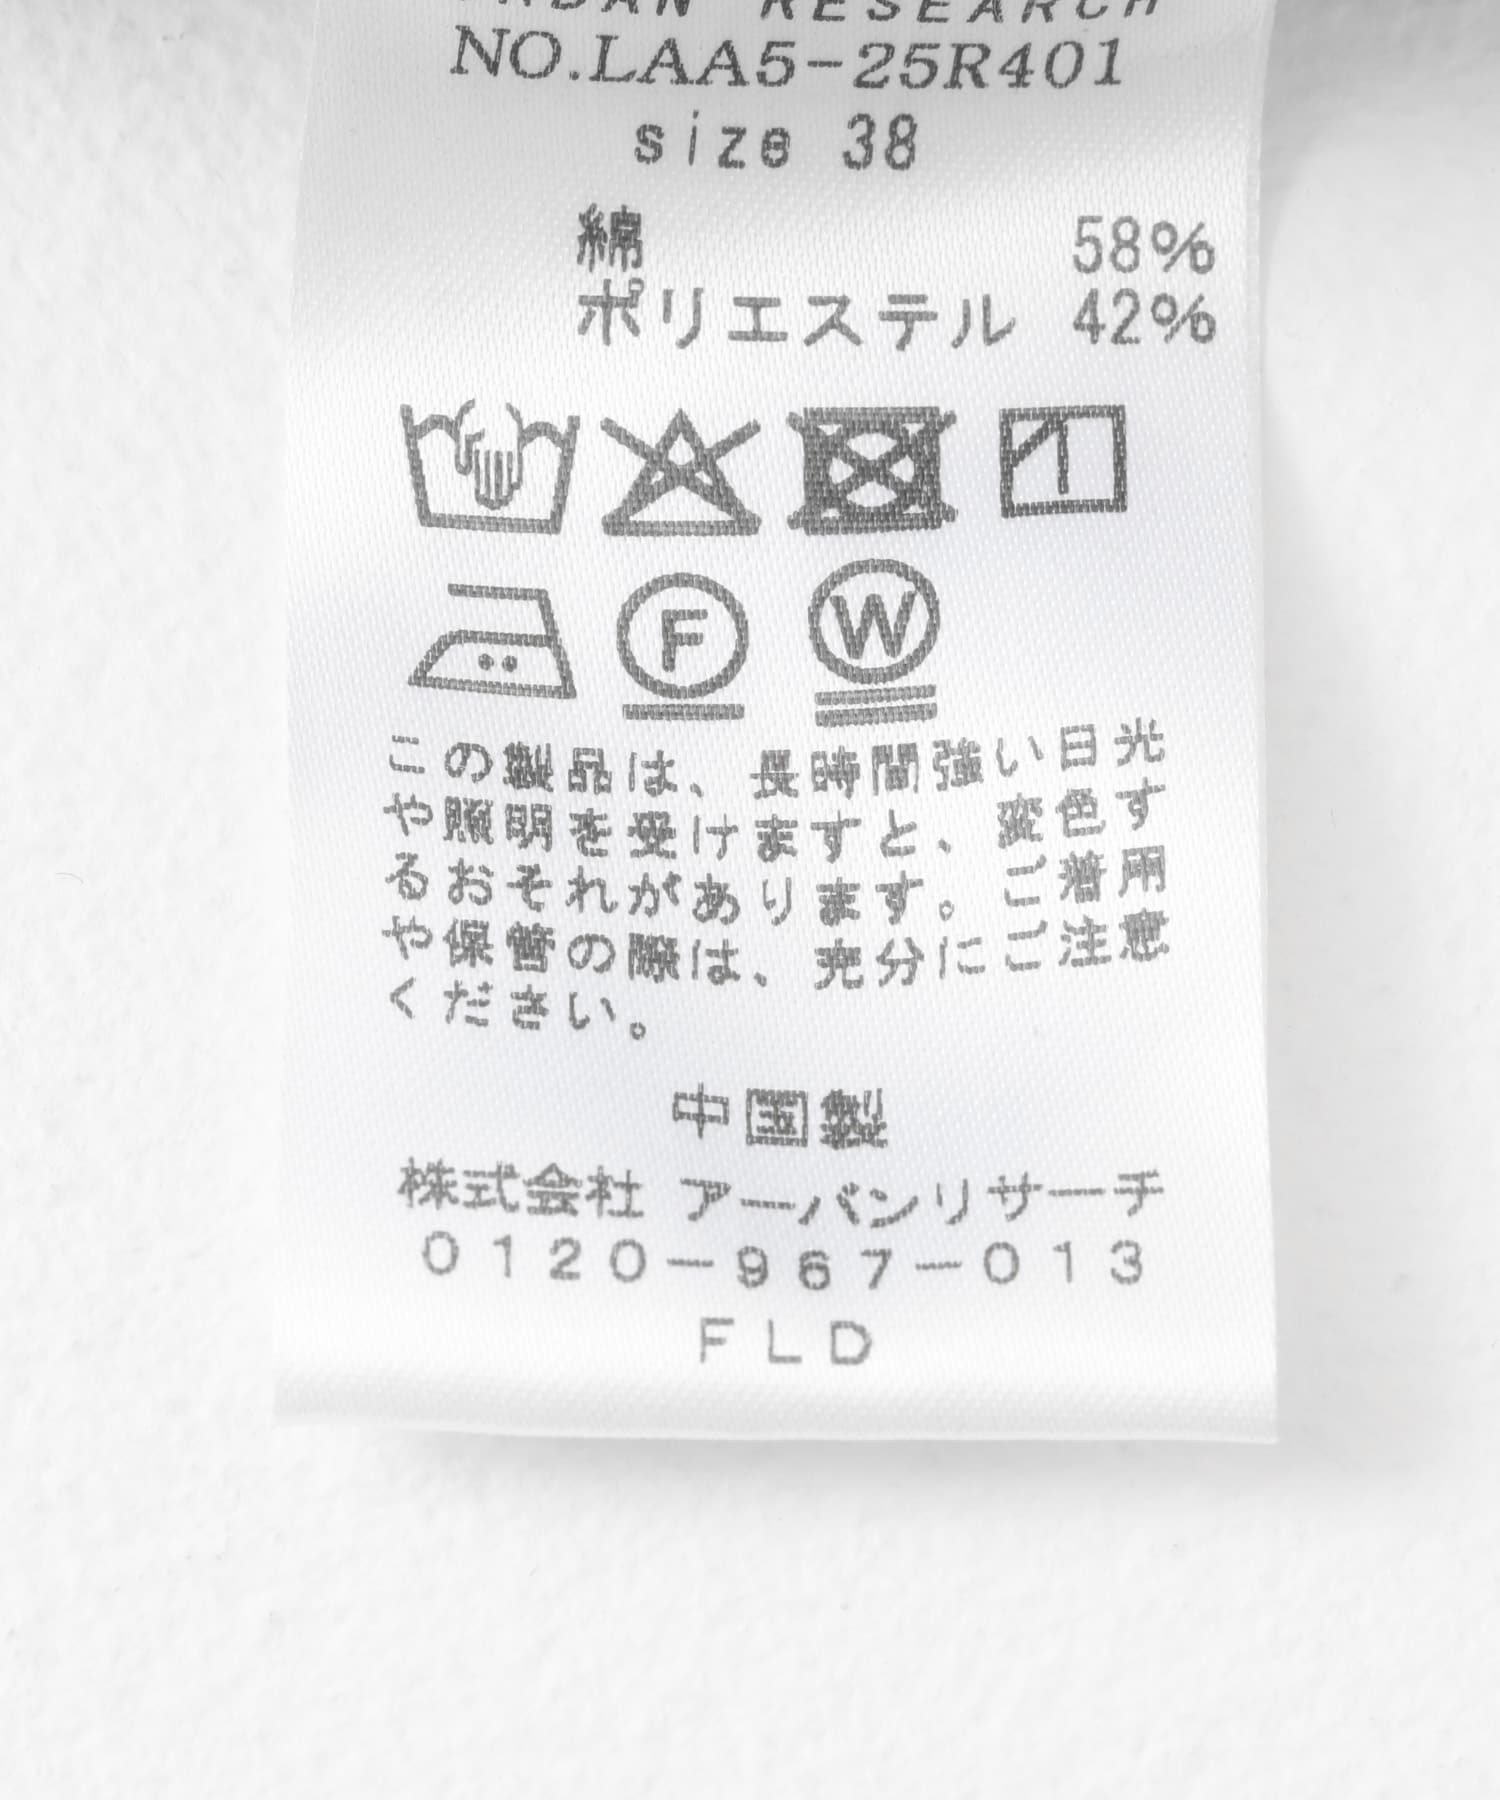 URBAN RESEARCH
NO.LAA5-25R401
size 38
綿 58%
ポリエステル 42%
F W
この製品は、長時間強い日光
や照明を受けますと、変色す
るおそれがあります。ご着用
や保管の際は、充分にご注意
ください。
中国製
株式会社 アーバンリサーチ
0120-967-013
FLD